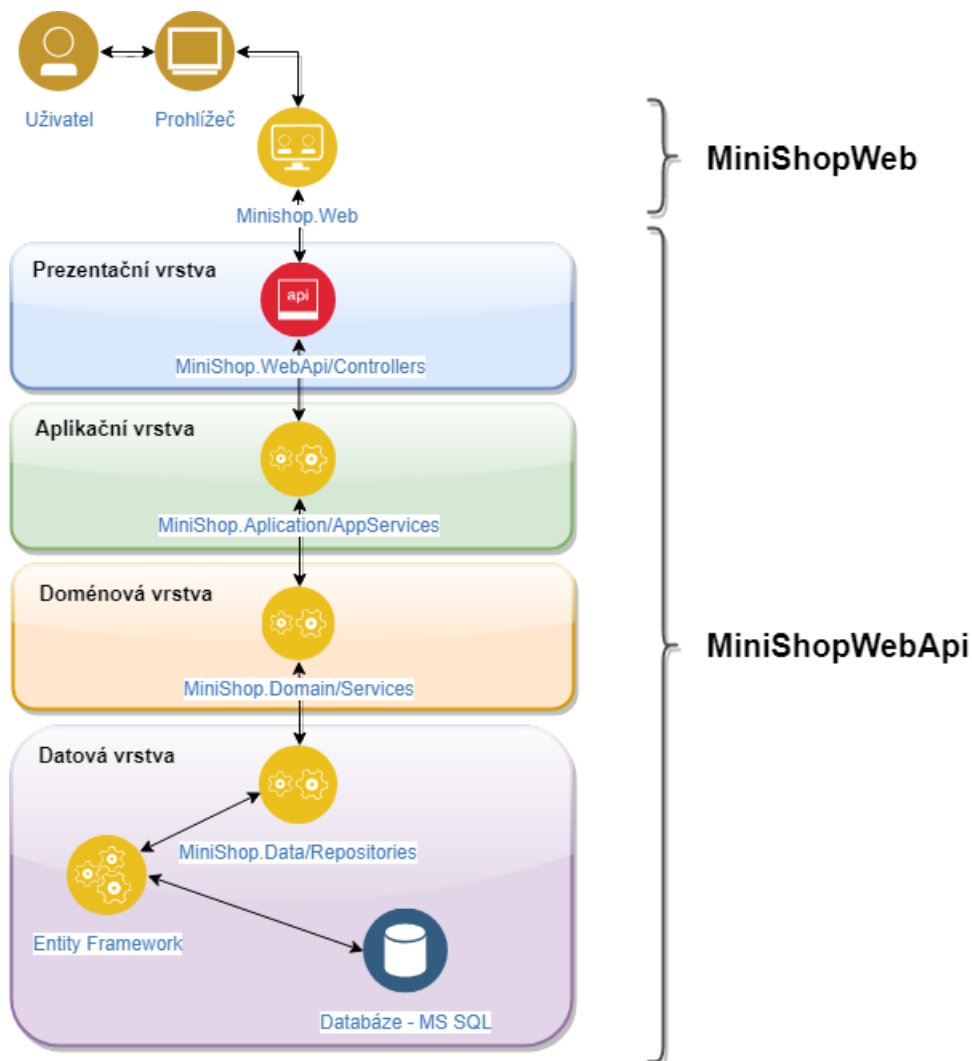 Uživatel
Prohlížeč
MiniShopWeb
Minishop.Web
Prezentační vrstva
api
MiniShop.WebApi/Controllers
Aplikační vrstva
MiniShop.Aplication/AppServices
Doménová vrstva
MiniShopWebApi
MiniShop.Domain/Services
Datová vrstva
MiniShop.Data/Repositories
Entity Framework
Databáze - MS SQL